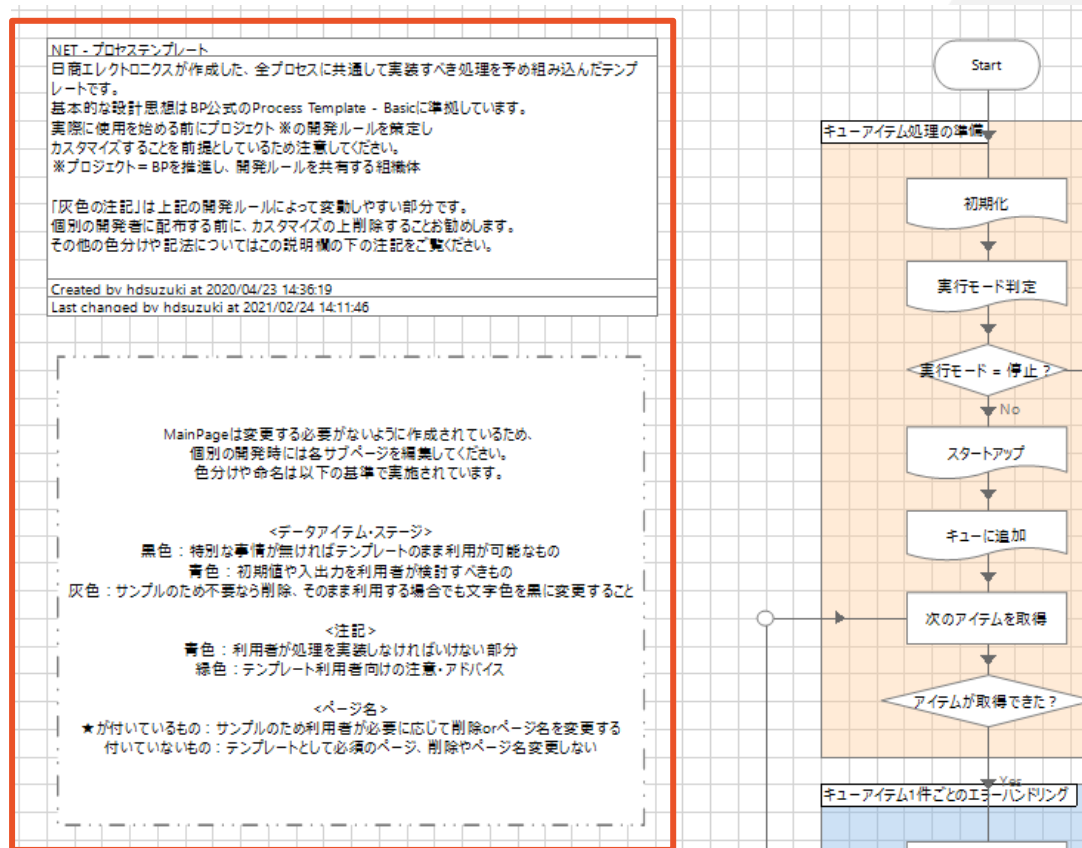 NET - プロセステンプレート
日商エレクトロニクスが作成した、全プロセスに共通して実装すべき処理を予め組み込んだテンプ
レートです。
基本的な設計思想はBP公式のProcess Template - Basicに準拠しています。
実際に使用を始める前にプロジェクト ※の開発ルールを策定し
カスタマイズすることを前提としているため注意してください。
※プロジェクト＝BPを推進し、開発ルールを共有する組織体
「灰色の注記」は上記の開発ルールによって変動しやすい部分です。
個別の開発者に配布する前に、カスタマイズの上削除することお勧めします。
その他の色分けや記法についてはこの説明欄の下の注記をご覧ください。
Created by hdsuzuki at 2020/04/23 14:36:19
Last changed by hdsuzuki at 2021/02/24 14:11:46
MainPageは変更する必要がないように作成されているため、
個別の開発時には各サブページを編集してください。
色分けや命名は以下の基準で実施されています。
<データアイテム・ステージ>
黒色：特別な事情が無ければテンプレートのまま利用が可能なもの
青色：初期値や入出力を利用者が検討すべきもの
灰色：サンプルのため不要なら削除、そのまま利用する場合でも文字色を黒に変更すること
<注記>
青色：利用者が処理を実装しなければいけない部分
緑色：テンプレート利用者向けの注意・アドバイス
<ページ名>
★が付いているもの：サンプルのため利用者が必要に応じて削除orページ名を変更する
付いていないもの：テンプレートとして必須のページ、削除やページ名変更しない
Start
キューアイテム処理の準備
初期化
実行モード判定
実行モード = 停止？
No
スタートアップ
キューに追加
次のアイテムを取得
アイテムが取得できた？
Yes
キューアイテム1件ごとのエラーハンドリング